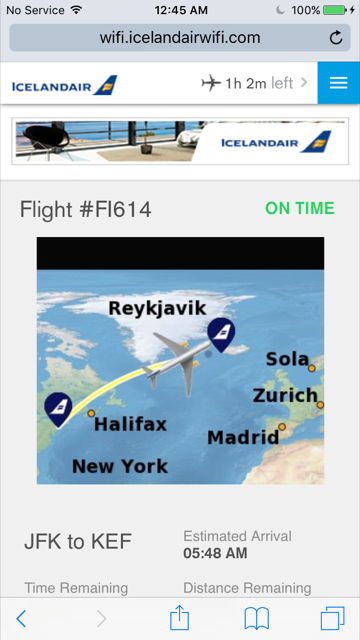 No Service 12:45 AM 100%
wifi.icelandairwifi.com
ICELANDAIR 1h 2m left
ICELANDAIR
Flight #FI614 ON TIME
Reykjavik
Sola
Zurich
Halifax
Madrid
New York
JFK to KEF
Estimated Arrival
05:48 AM
Time Remaining Distance Remaining